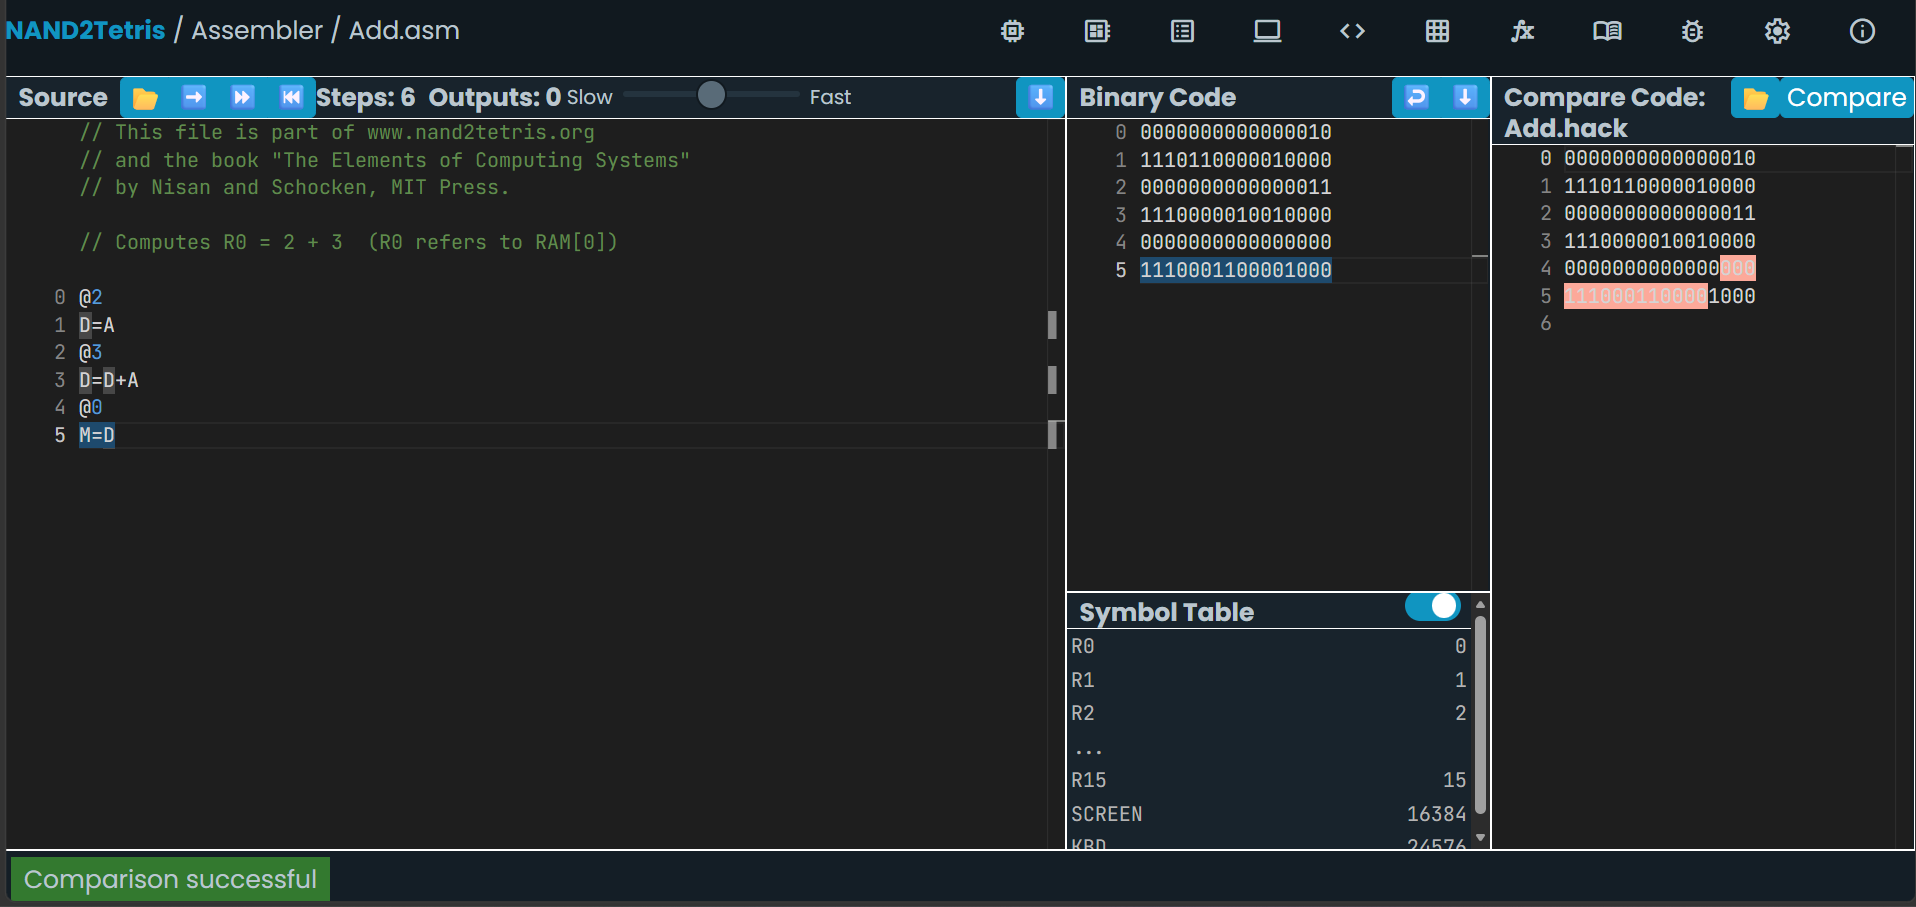 NAND2Tetris / Assembler / Add.asm
Source Steps: 6 Outputs: 0 Slow Fast
// This file is part of www.nand2tetris.org
// and the book "The Elements of Computing Systems"
// by Nisan and Schocken, MIT Press.
// Computes R0 = 2 + 3  (R0 refers to RAM[0])
0 @2
1 D=A
2 @3
3 D=D+A
4 @0
5 M=D
Binary Code
0 0000000000000010
1 1110110000010000
2 0000000000000011
3 1110000010010000
4 0000000000000000
5 1110001100001000
Symbol Table
R0 0
R1 1
R2 2
...
R15 15
SCREEN 16384
KBD 24576
Compare Code: Compare
Add.hack
0 0000000000000010
1 1110110000010000
2 0000000000000011
3 1110000010010000
4 0000000000000000
5 1110001100001000
6
Comparison successful